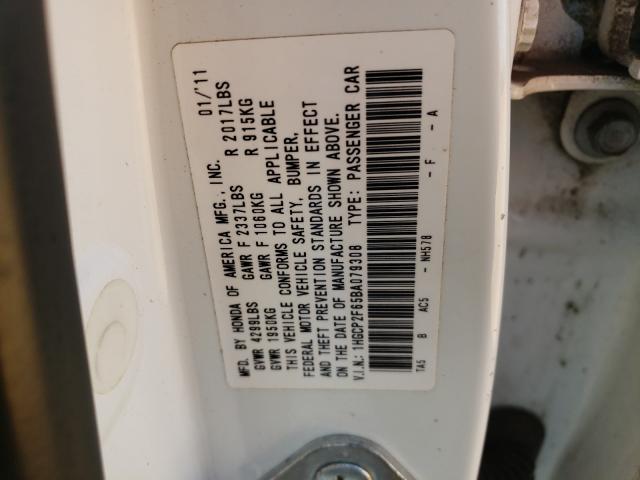 MFD. BY HONDA OF AMERICA MFG., INC. 01/'11
GVWR 4299LBS GAWR F 2337LBS R 2017LBS
GVWR 1950KG GAWR F 1060KG R 915KG
THIS VEHICLE CONFORMS TO ALL APPLICABLE
FEDERAL MOTOR VEHICLE SAFETY, BUMPER,
AND THEFT PREVENTION STANDARDS IN EFFECT
ON THE DATE OF MANUFACTURE SHOWN ABOVE.
V.I.N.: 1HGCP2F65BA079308 TYPE: PASSENGER CAR
TA5 B AC5 - NH578 - F - A